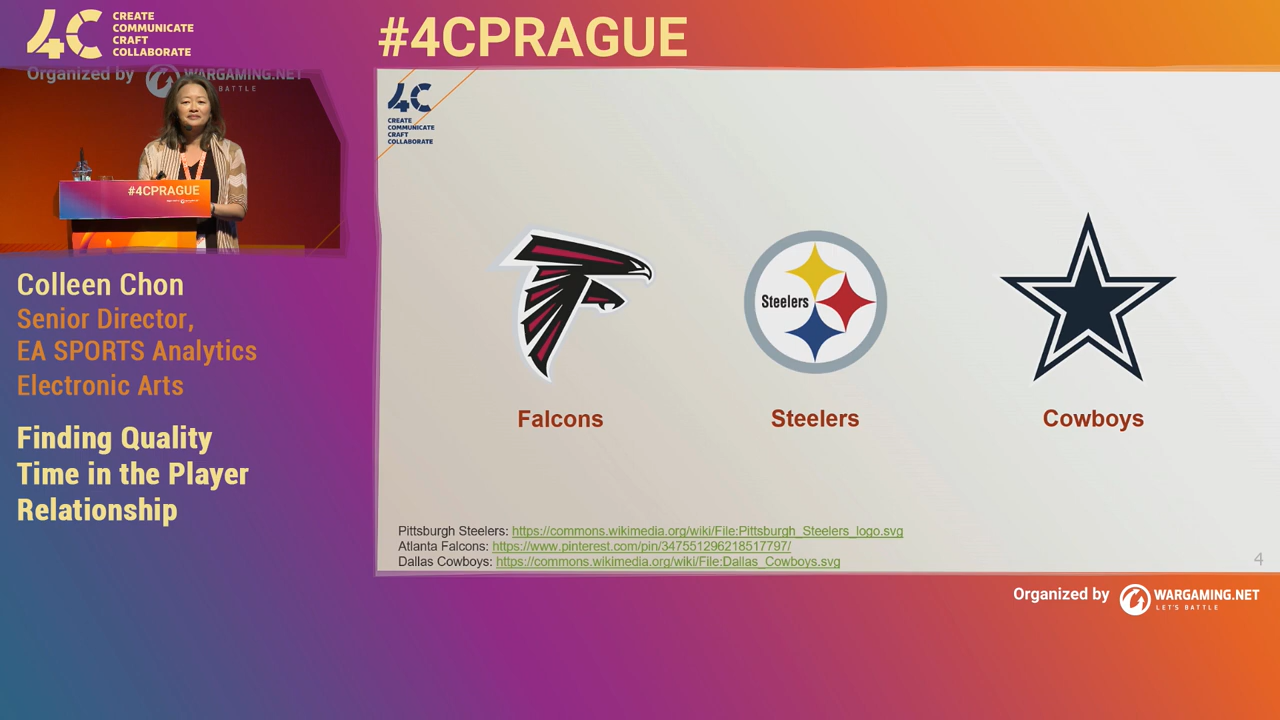 4C CREATE
COMMUNICATE
CRAFT
COLLABORATE
#4CPRAGUE
Organized by WARGAMING.NET
BATTLE
#4CPRAGUE
Colleen Chon
Senior Director,
EA SPORTS Analytics
Electronic Arts
Finding Quality
Time in the Player
Relationship
4C
CREATE
COMMUNICATE
CRAFT
COLLABORATE
Steelers
Falcons
Steelers
Cowboys
Pittsburgh Steelers: https://commons.wikimedia.org/wiki/File:Pittsburgh_Steelers_logo.svg
Atlanta Falcons: https://www.pinterest.com/pin/347551296218517797/
Dallas Cowboys: https://commons.wikimedia.org/wiki/File:Dallas_Cowboys.svg
4
Organized by WARGAMING.NET
LET'S BATTLE